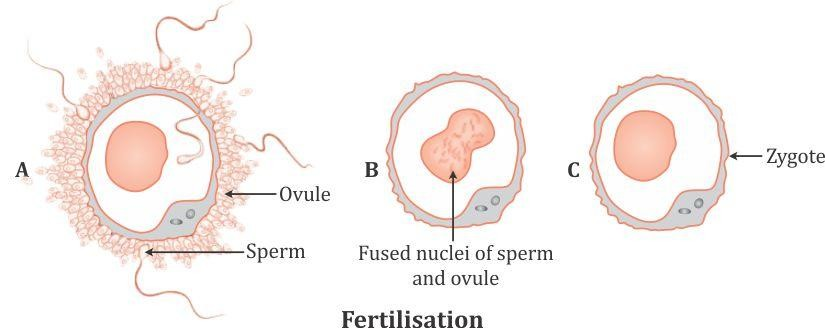 A
Ovule
Sperm
B
Fused nuclei of sperm
and ovule
C
Zygote
Fertilisation